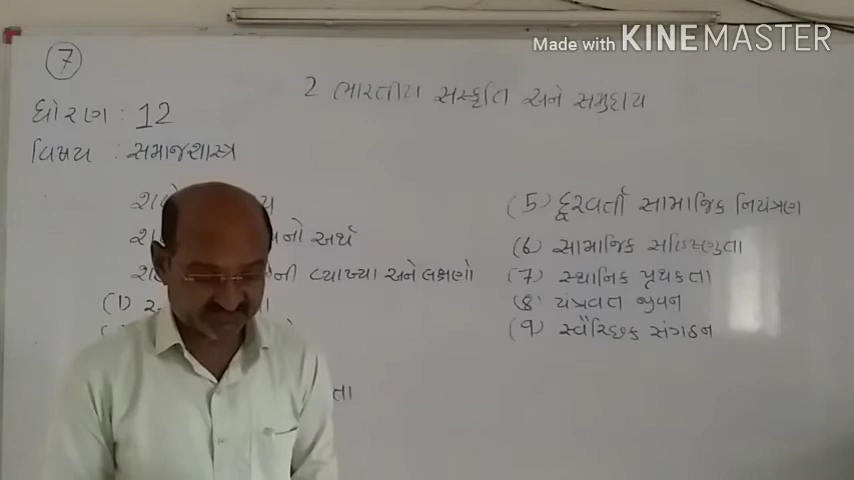 Made with KINEMASTER
7
2 ભારતીય સંસ્કૃતિ અને સમુદાય
ધોરણ : 12
વિષય : સમાજશાસ્ત્ર
નો અર્થ
ની વ્યાખ્યા અને લક્ષણો
(1)
(5) દૂરવર્તી સામાજિક નિયંત્રણ
(6) સામાજિક સહિષ્ણુતા
(7) સ્થાનિક પૃથકતા
(8) યંત્રવત જીવન
(9) સ્વૈચ્છિક સંગઠન
તા